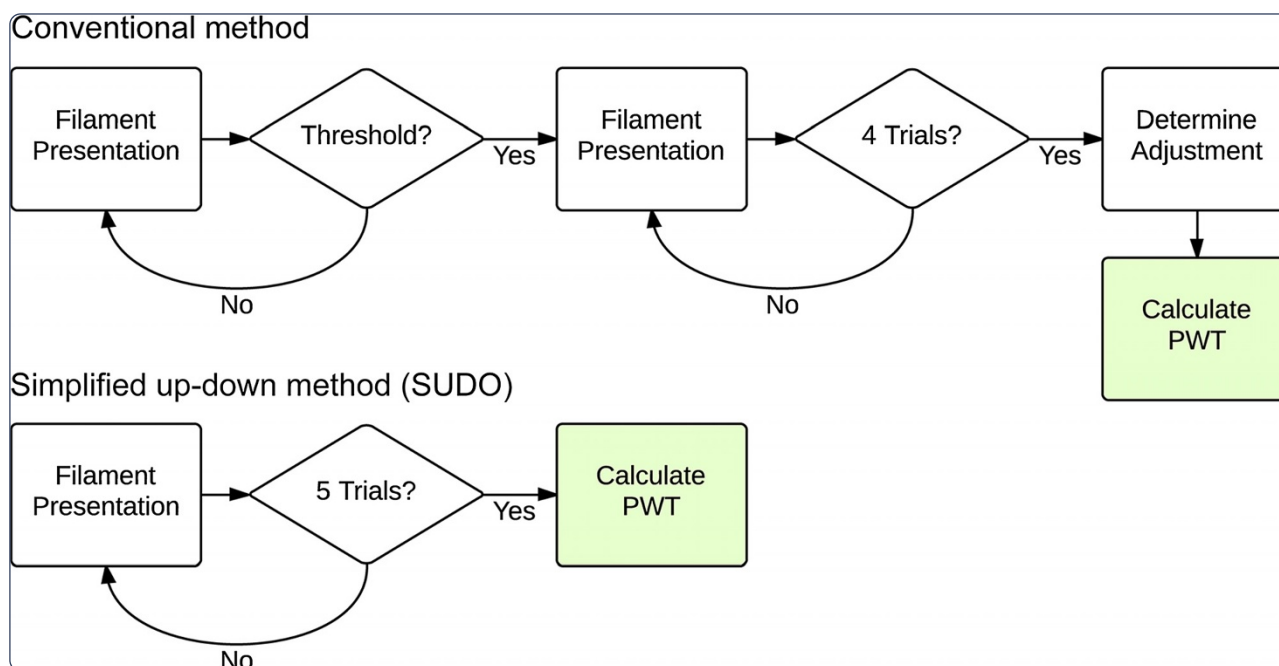 Conventional method
Filament
Presentation
Threshold?
Yes
No
Filament
Presentation
4 Trials?
Yes
No
Determine
Adjustment
Calculate
PWT
Simplified up-down method (SUDO)
Filament
Presentation
5 Trials?
Yes
No
Calculate
PWT